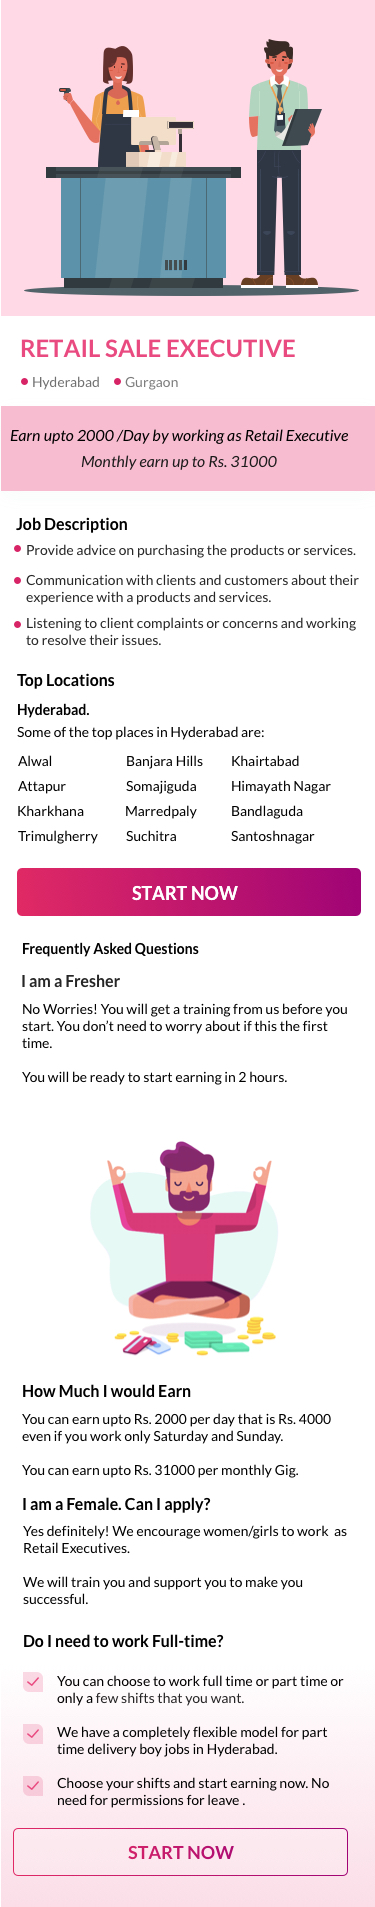 RETAIL SALE EXECUTIVE
Hyderabad Gurgaon
Earn upto 2000 /Day by working as Retail Executive
Monthly earn up to Rs. 31000
Job Description
Provide advice on purchasing the products or services.
Communication with clients and customers about their
experience with a products and services.
Listening to client complaints or concerns and working
to resolve their issues.
Top Locations
Hyderabad.
Some of the top places in Hyderabad are:
Alwal Banjara Hills Khairtabad
Attapur Somajiguda Himayath Nagar
Kharkhana Marredpaly Bandlaguda
Trimulgherry Suchitra Santoshnagar
START NOW
Frequently Asked Questions
I am a Fresher
No Worries! You will get a training from us before you
start. You don't need to worry about if this the first
time.
You will be ready to start earning in 2 hours.
How Much I would Earn
You can earn upto Rs. 2000 per day that is Rs. 4000
even if you work only Saturday and Sunday.
You can earn upto Rs. 31000 per monthly Gig.
I am a Female. Can I apply?
Yes definitely! We encourage women/girls to work as
Retail Executives.
We will train you and support you to make you
successful.
Do I need to work Full-time?
You can choose to work full time or part time or
only a few shifts that you want.
We have a completely flexible model for part
time delivery boy jobs in Hyderabad.
Choose your shifts and start earning now. No
need for permissions for leave .
START NOW